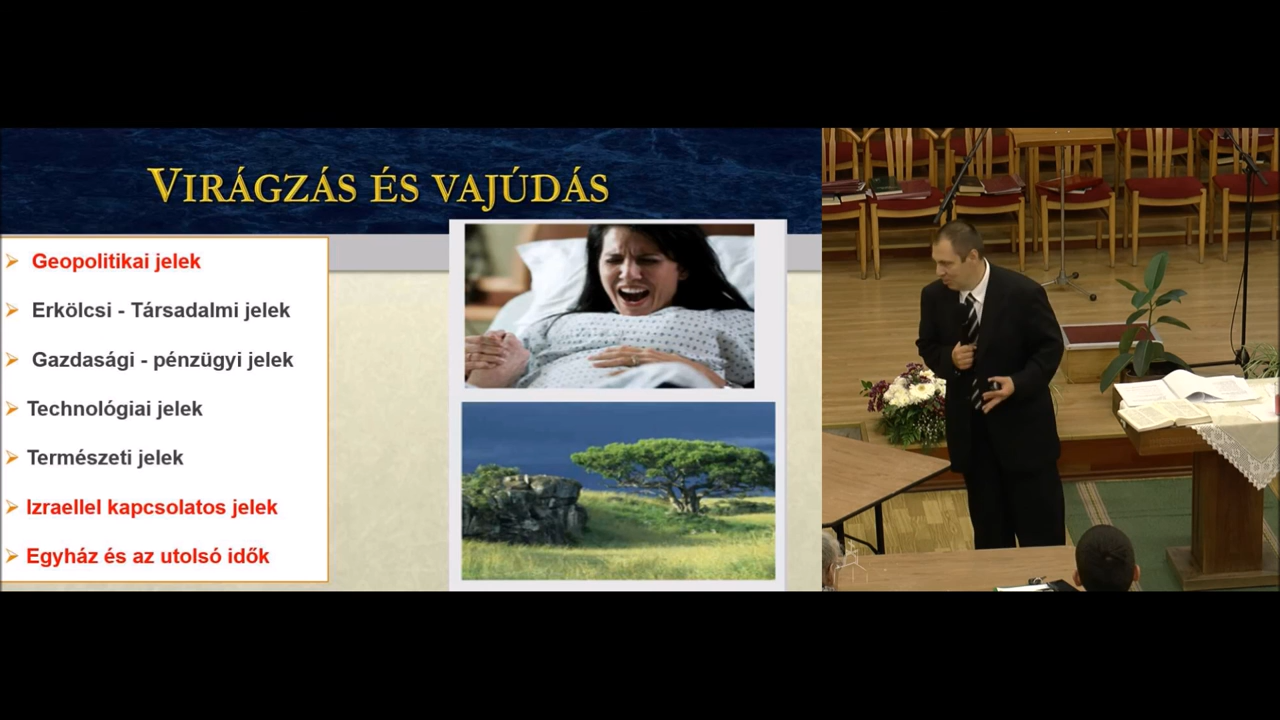 VIRÁGZÁS ÉS VAJÚDÁS
Geopolitikai jelek
Erkölcsi - Társadalmi jelek
Gazdasági - pénzügyi jelek
Technológiai jelek
Természeti jelek
Izraellel kapcsolatos jelek
Egyház és az utolsó idők